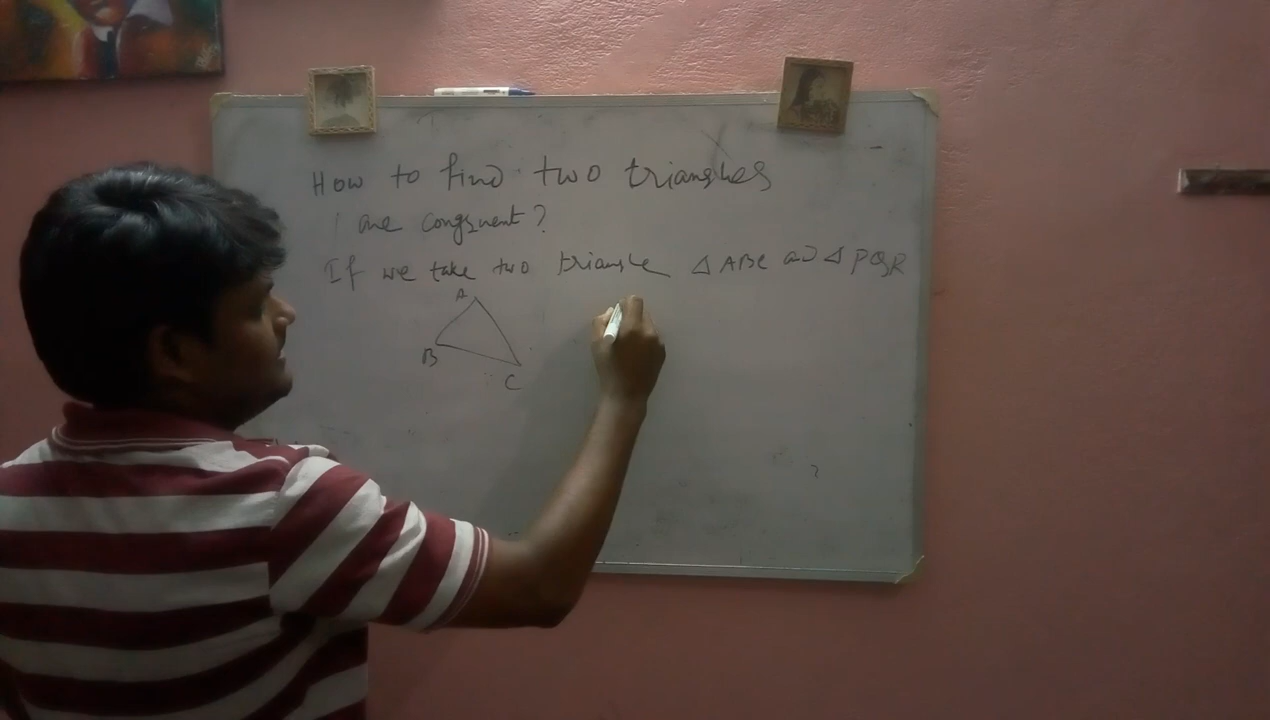 How to find two triangles
are congruent?
If we take two triangle Δ ABC and Δ PQR
A
B
C